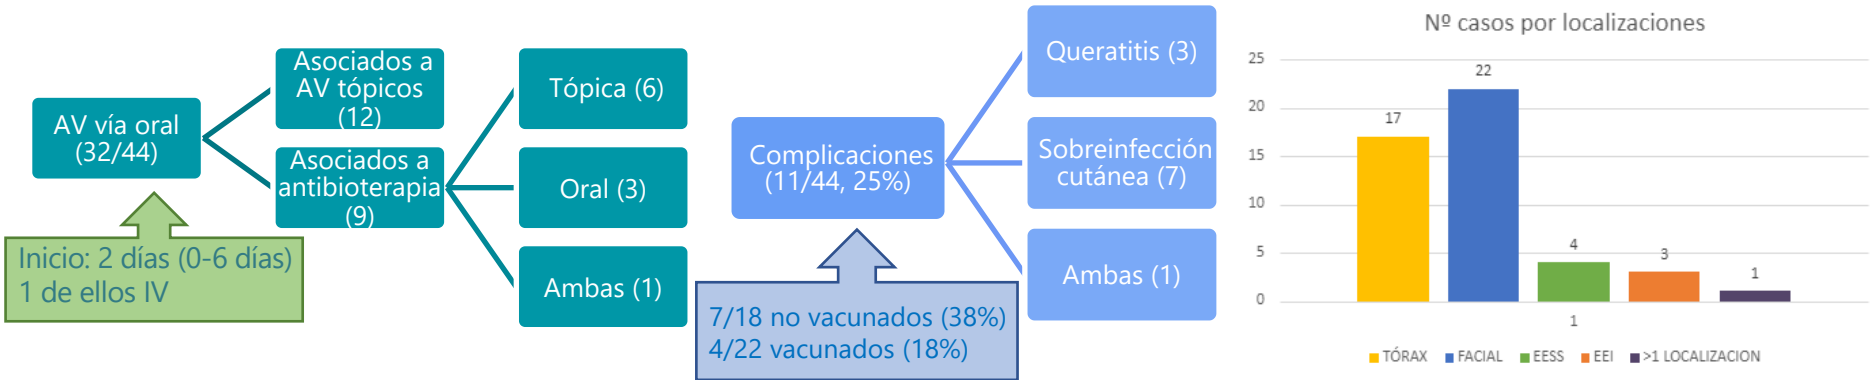 AV vía oral
(32/44)
Asociados a
AV tópicos
(12)
Asociados a
antibioterapia
(9)
Tópica (6)
Oral (3)
Ambas (1)
Inicio: 2 días (0-6 días)
1 de ellos IV
Complicaciones
(11/44, 25%)
Queratitis (3)
Sobreinfección
cutánea (7)
Ambas (1)
7/18 no vacunados (38%)
4/22 vacunados (18%)
Nº casos por localizaciones
25
20
15
10
5
0
17
22
4
3
1
1
TÓRAX FACIAL EESS EEI >1 LOCALIZACION